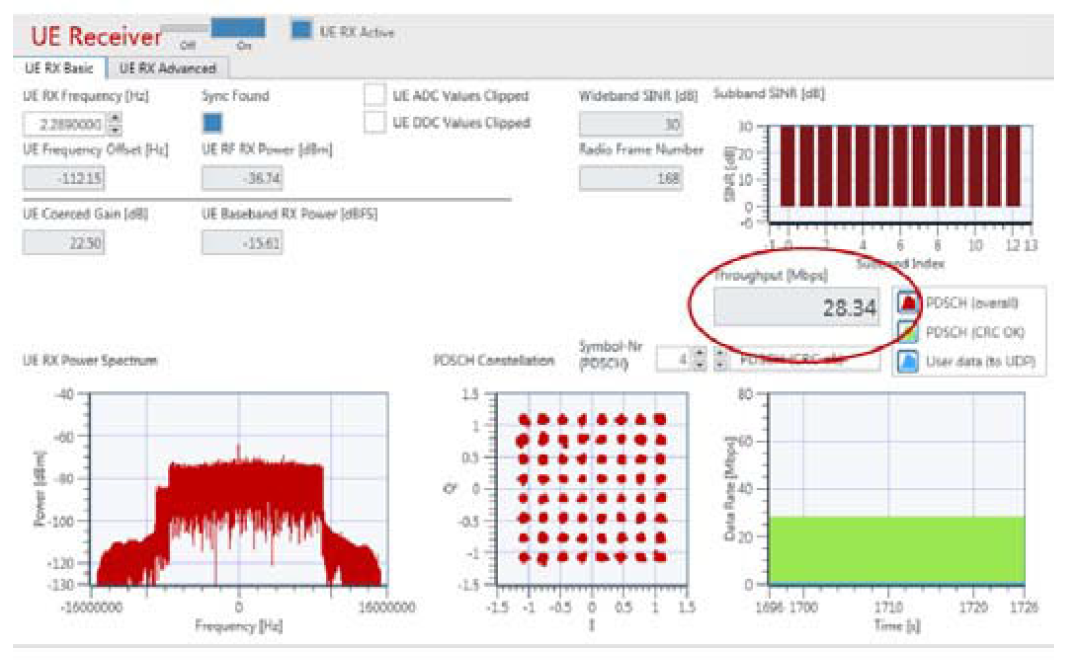 UE Receiver
Off On
UE RX Active
UE RX Basic UE RX Advanced
UE RX Frequency [Hz] Sync Found UE ADC Values Clipped Wideband SINR [dB] Subband SINR [dB]
UE DDC Values Clipped
2.2890000 30
UE Frequency Offset [Hz] UE RF RX Power [dBm] Radio Frame Number
-112.15 -36.74 168
UE Coerced Gain [dB] UE Baseband RX Power [dBFS]
22.50 -15.61
SINR [dB]
30
20
10
0
-6
-1 0 2 4 6 8 10 12 13
Subband Index
Throughput [Mbps]
28.34
PDSCH (overall)
PDSCH (CRC OK)
User data (to UDP)
UE RX Power Spectrum
PDSCH Constellation
Symbol-Nr
(PDSCH)
4
PDSCH (CRC ok)
Power [dBm]
-40
-60
-80
-100
-120
-130
-16000000 0 16000000
Frequency [Hz]
Q
1.5
1
0.5
0
-0.5
-1
-1.5
-1.5 -1 -0.5 0 0.5 1 1.5
I
Data Rate [Mbps]
80
60
40
20
0
1696 1700 1710 1720 1726
Time [s]